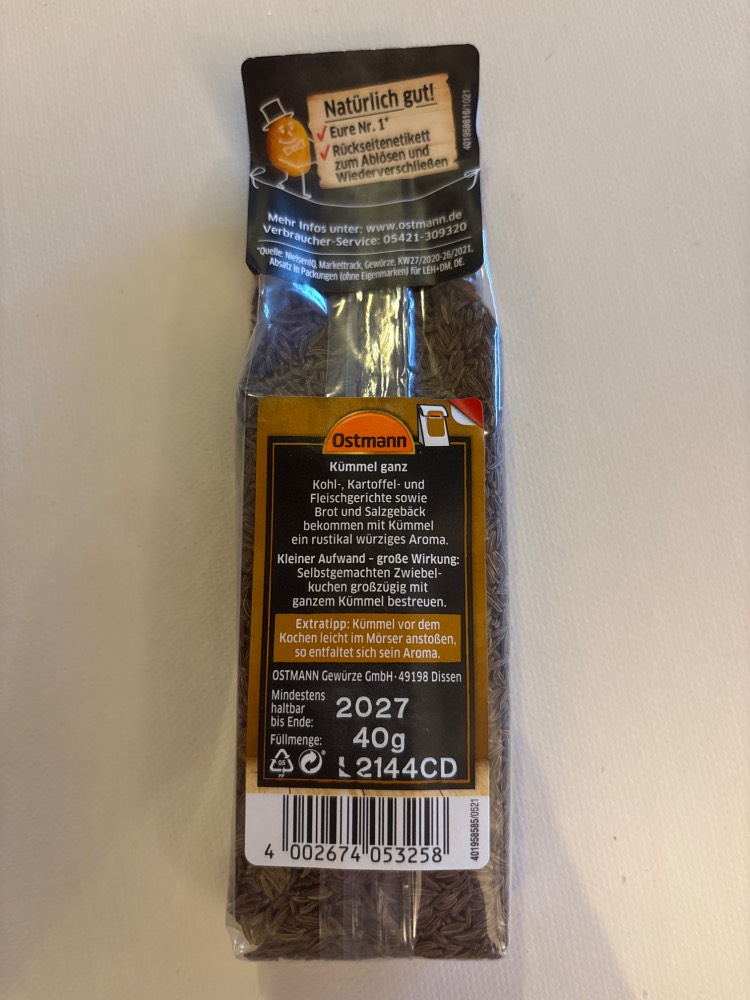 Natürlich gut!
✓ Eure Nr. 1*
✓ Rückseitenetikett
zum Ablösen und
Wiederverschließen
401958616/1021
Mehr Infos unter: www.ostmann.de
Verbraucher-Service: 05421-309320
*Quelle: NielsenIQ, Markettrack, Gewürze, KW27/2020-26/2021,
Absatz in Packungen (ohne Eigenmarken) für LEH+DM, DE.
Ostmann
Kümmel ganz
Kohl-, Kartoffel- und
Fleischgerichte sowie
Brot und Salzgebäck
bekommen mit Kümmel
ein rustikal würziges Aroma.
Kleiner Aufwand – große Wirkung:
Selbstgemachten Zwiebel-
kuchen großzügig mit
ganzem Kümmel bestreuen.
Extratipp: Kümmel vor dem
Kochen leicht im Mörser anstoßen,
so entfaltet sich sein Aroma.
OSTMANN Gewürze GmbH · 49198 Dissen
Mindestens
haltbar
bis Ende: 2027
Füllmenge: 40g
05
PP
L 2144CD
4 002674 053258
401958585/0521